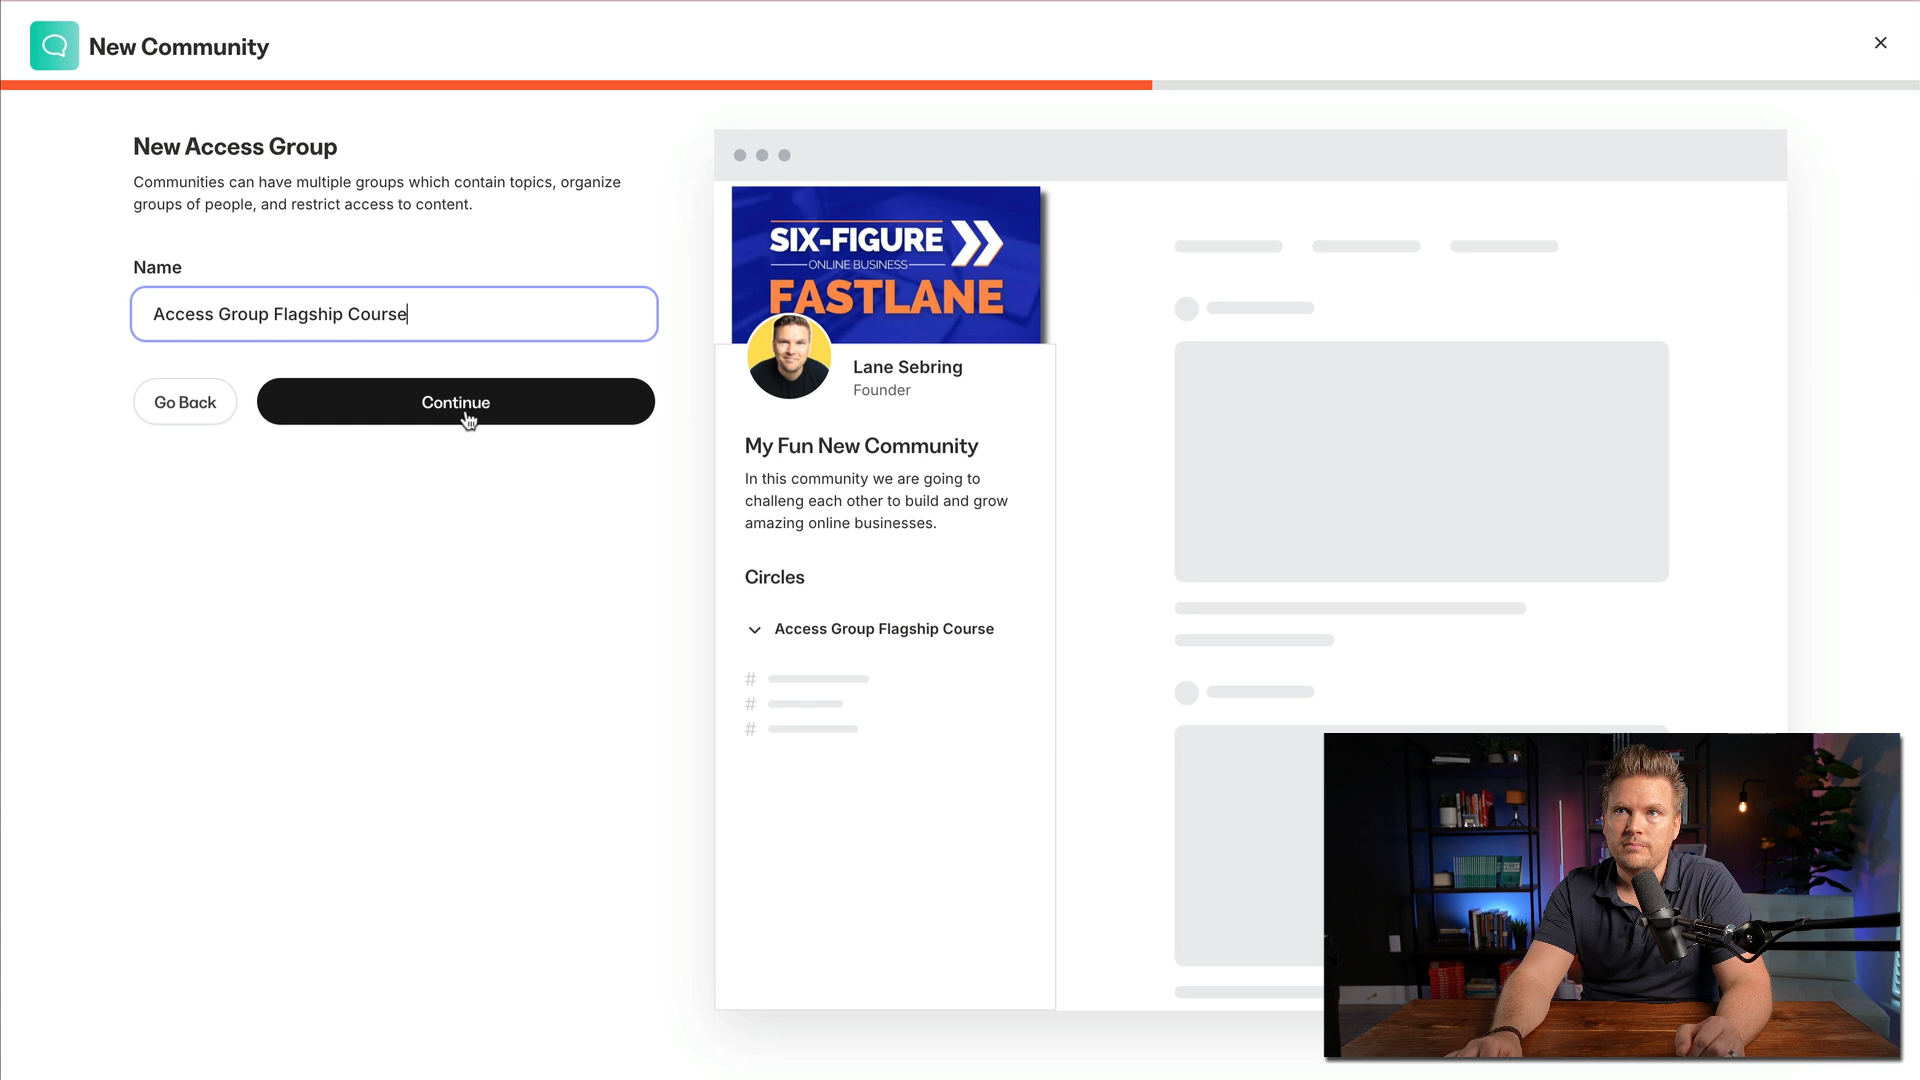 New Community
New Access Group
Communities can have multiple groups which contain topics, organize
groups of people, and restrict access to content.
Name
Access Group Flagship Course
Go Back
Continue
SIX-FIGURE
ONLINE BUSINESS
FASTLANE
Lane Sebring
Founder
My Fun New Community
In this community we are going to
challeng each other to build and grow
amazing online businesses.
Circles
Access Group Flagship Course
#
#
#